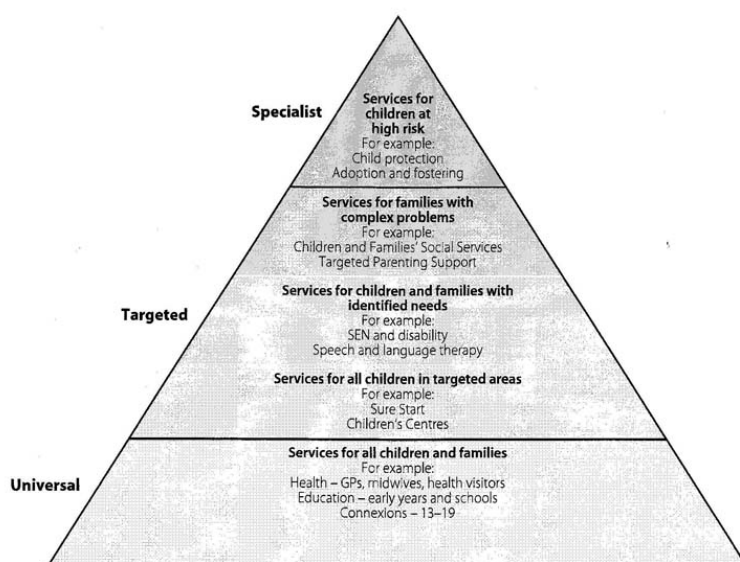 Specialist
Services for
children at
high risk
For example:
Child protection
Adoption and fostering
Services for families with
complex problems
For example:
Children and Families' Social Services
Targeted Parenting Support
Targeted
Services for children and families with
identified needs
For example:
SEN and disability
Speech and language therapy
Services for all children in targeted areas
For example:
Sure Start
Children's Centres
Universal
Services for all children and families
For example:
Health – GPs, midwives, health visitors
Education – early years and schools
Connexions – 13–19